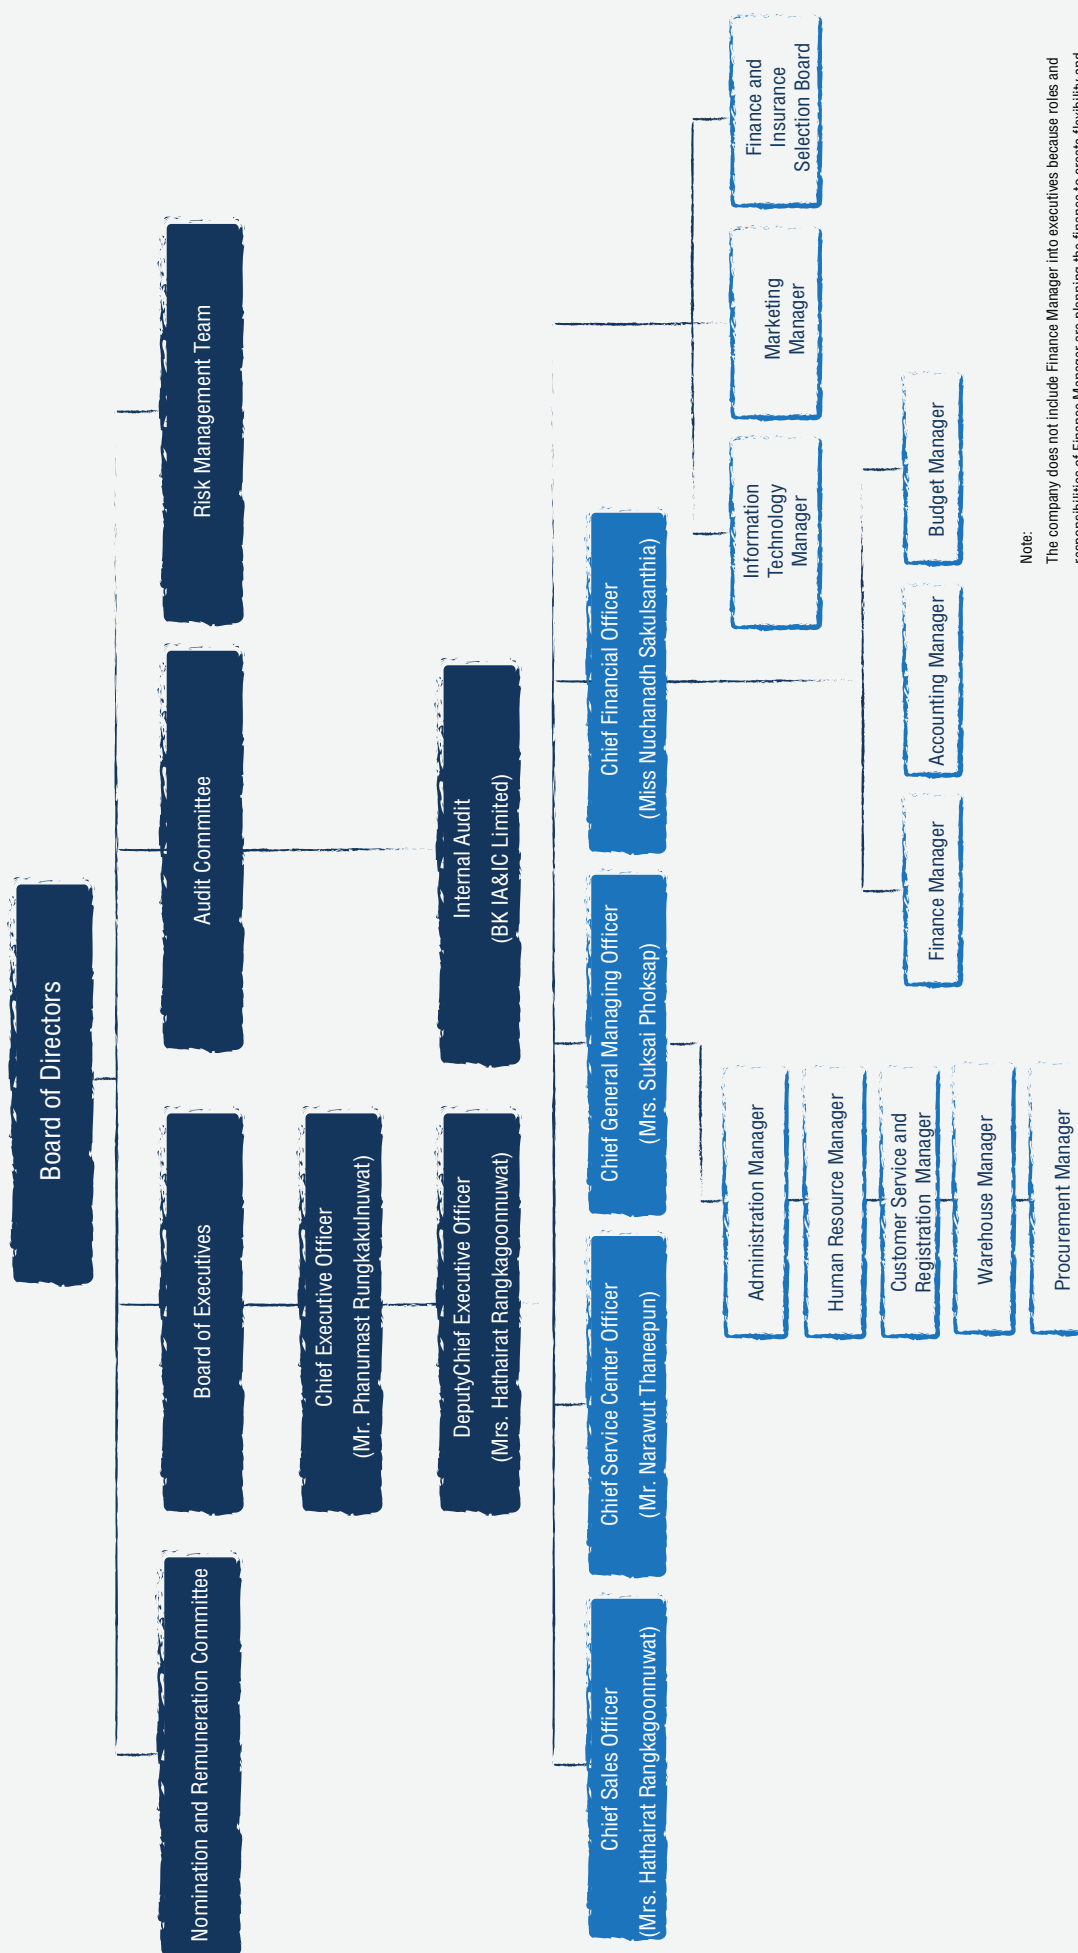 Board of Directors
Nomination and Remuneration Committee
Board of Executives
Audit Committee
Risk Management Team
Chief Executive Officer
(Mr. Phanumast Rungkakulnuwat)
DeputyChief Executive Officer
(Mrs. Hathairat Rangkagoonnuwat)
Internal Audit
(BK IA&IC Limited)
Chief Sales Officer
(Mrs. Hathairat Rangkagoonnuwat)
Chief Service Center Officer
(Mr. Narawut Thaneepun)
Chief General Managing Officer
(Mrs. Suksai Phoksap)
Chief Financial Officer
(Miss Nuchanadh Sakulsanthia)
Information
Technology
Manager
Marketing
Manager
Finance and
Insurance
Selection Board
Administration Manager
Human Resource Manager
Customer Service and
Registration Manager
Warehouse Manager
Procurement Manager
Finance Manager
Accounting Manager
Budget Manager
Note:
The company does not include Finance Manager into executives because roles and